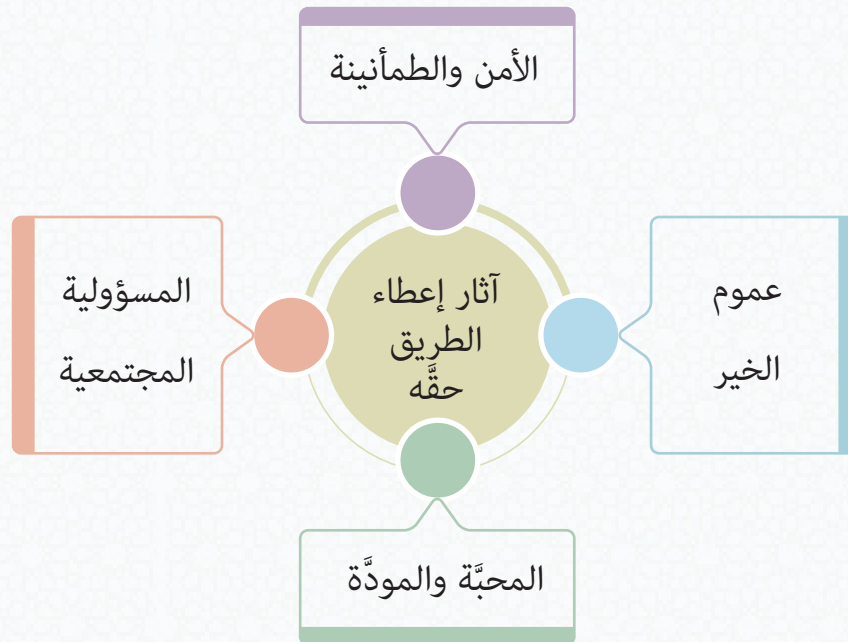 الأمن والطمأنينة
عموم
الخير
آثار إعطاء
الطريق
حقَّه
المسؤولية
المجتمعية
المحبَّة والمودَّة